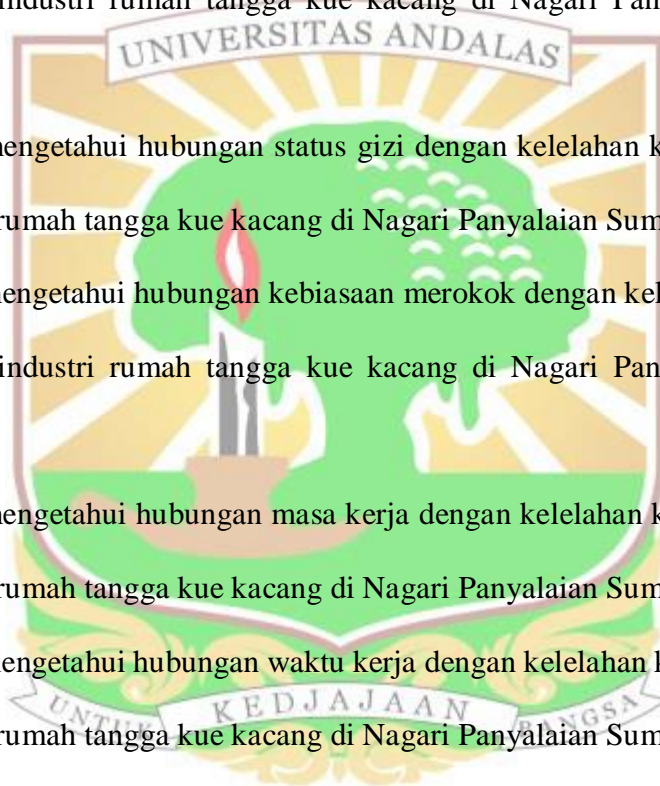 industri rumah tangga kue kacang di Nagari Pan
UNIVERSITAS ANDALAS
mengetahui hubungan status gizi dengan kelelahan k
rumah tangga kue kacang di Nagari Panyalaian Sum
mengetahui hubungan kebiasaan merokok dengan kel
industri rumah tangga kue kacang di Nagari Pan
mengetahui hubungan masa kerja dengan kelelahan k
rumah tangga kue kacang di Nagari Panyalaian Sum
mengetahui hubungan waktu kerja dengan kelelahan k
UNTUK KEDJAJAAN BANGSA
rumah tangga kue kacang di Nagari Panyalaian Sum